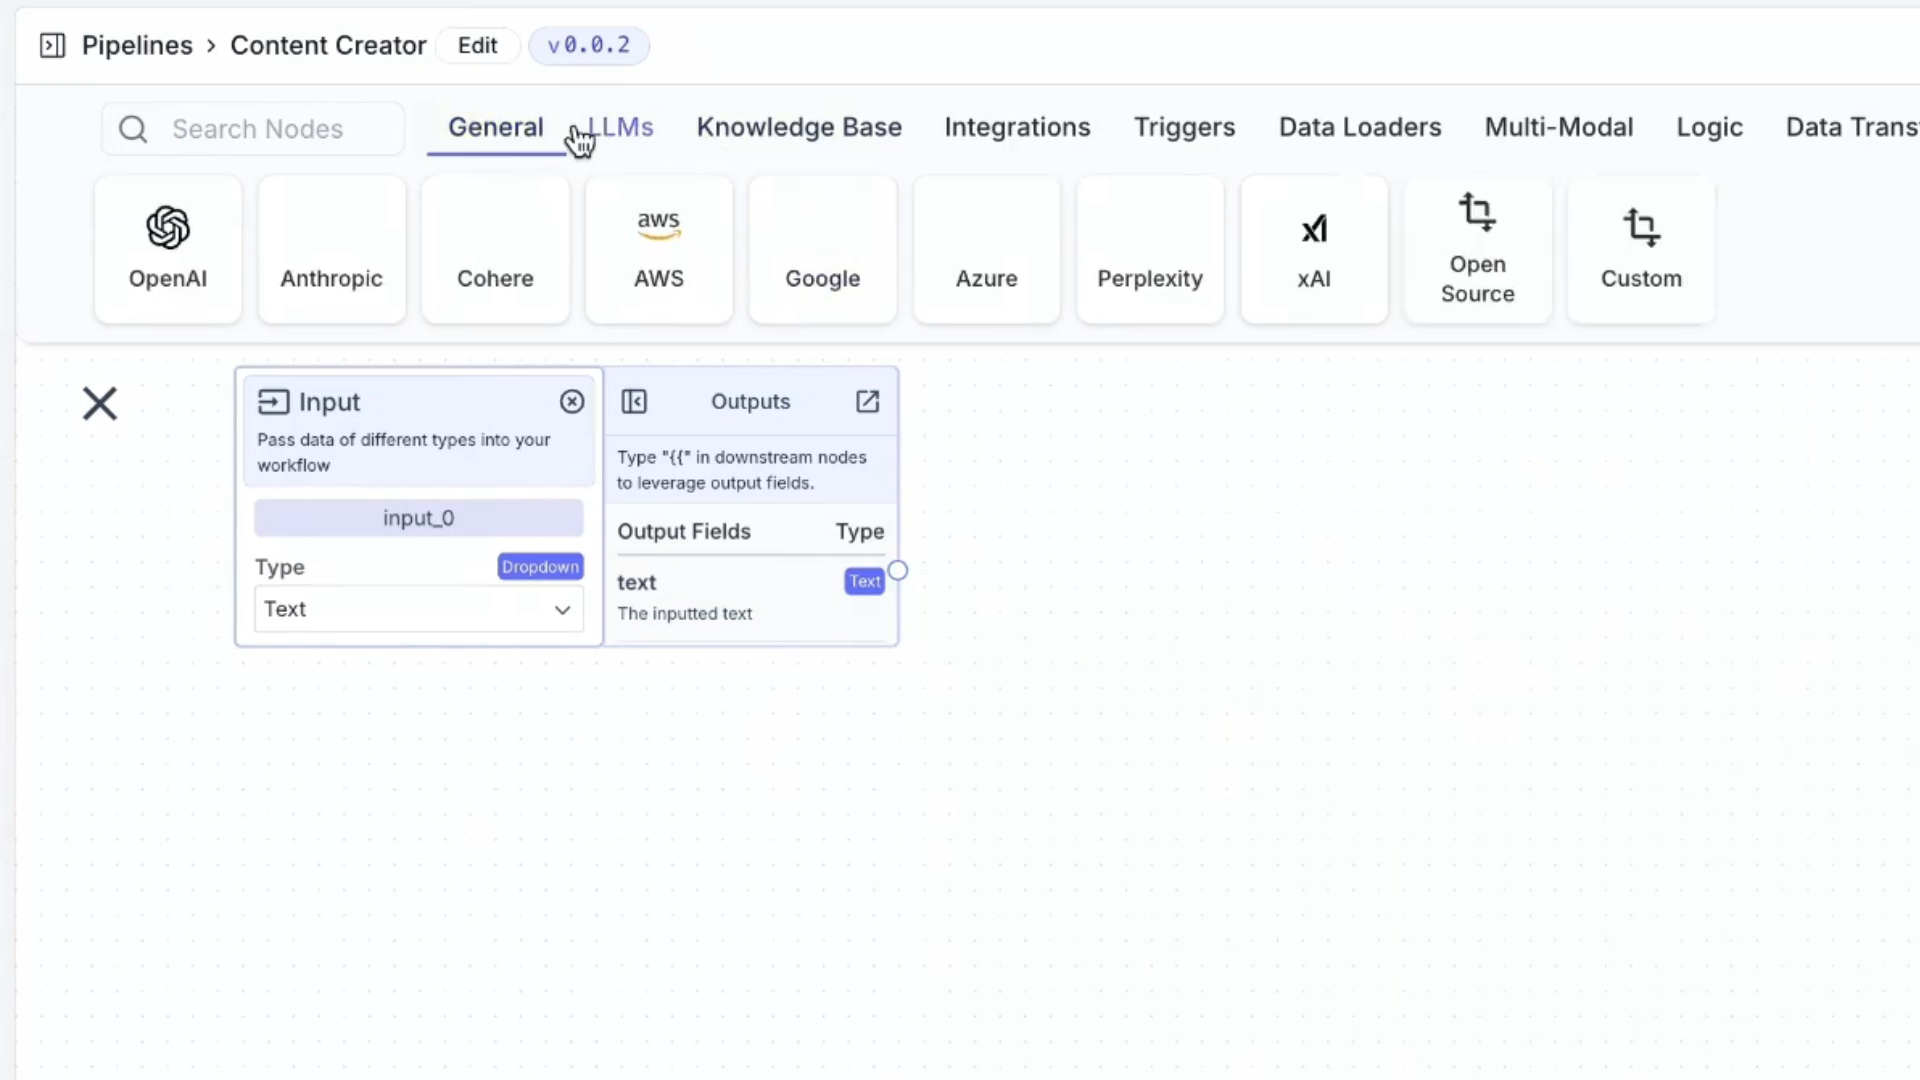 Pipelines > Content Creator Edit v0.0.2
Search Nodes General LLMs Knowledge Base Integrations Triggers Data Loaders Multi-Modal Logic Data Trans
aws
xI
OpenAI Anthropic Cohere AWS Google Azure Perplexity xAI Open Source Custom
Input
Pass data of different types into your
workflow
input_0
Type Dropdown
Text
Outputs
Type "{{" in downstream nodes
to leverage output fields.
Output Fields Type
text Text
The inputted text